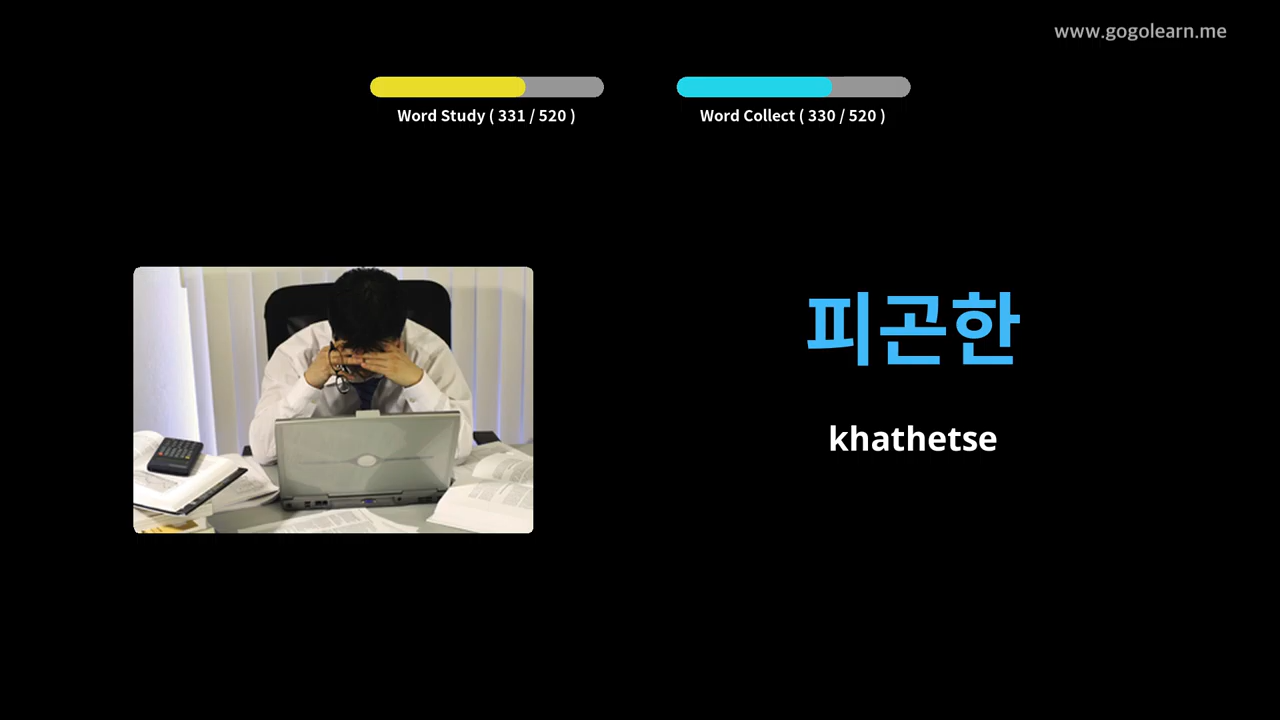 www.gogolearn.me
Word Study ( 331 / 520 )
Word Collect ( 330 / 520 )
피곤한
khathetse